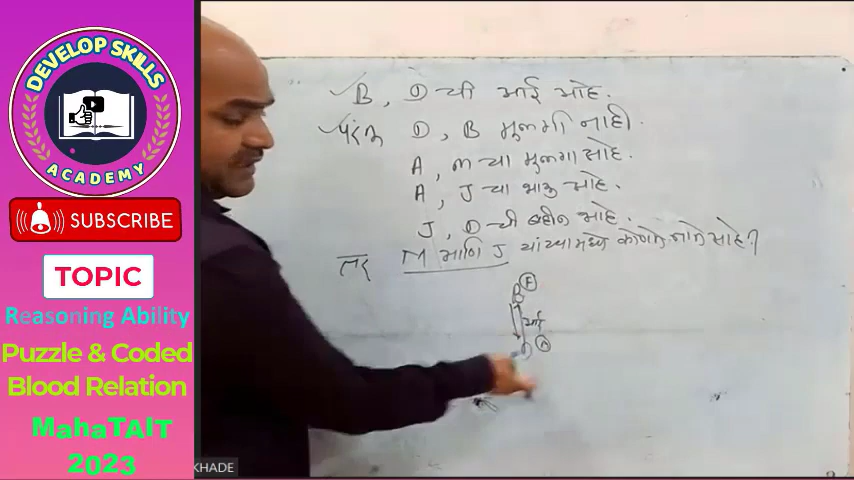 DEVELOP SKILLS
ACADEMY
SUBSCRIBE
TOPIC
Reasoning Ability
Puzzle & Coded
Blood Relation
MahaTAIT
2023
B, D ची आई आहे.
परंतु D, B मुलगी नाही.
A, M चा मुलगा आहे.
A, J चा भाऊ आहे.
J, D ची बहीण आहे.
तर M आणि J यांच्यामध्ये कोणते नाते आहे?
F
आई
KHADE